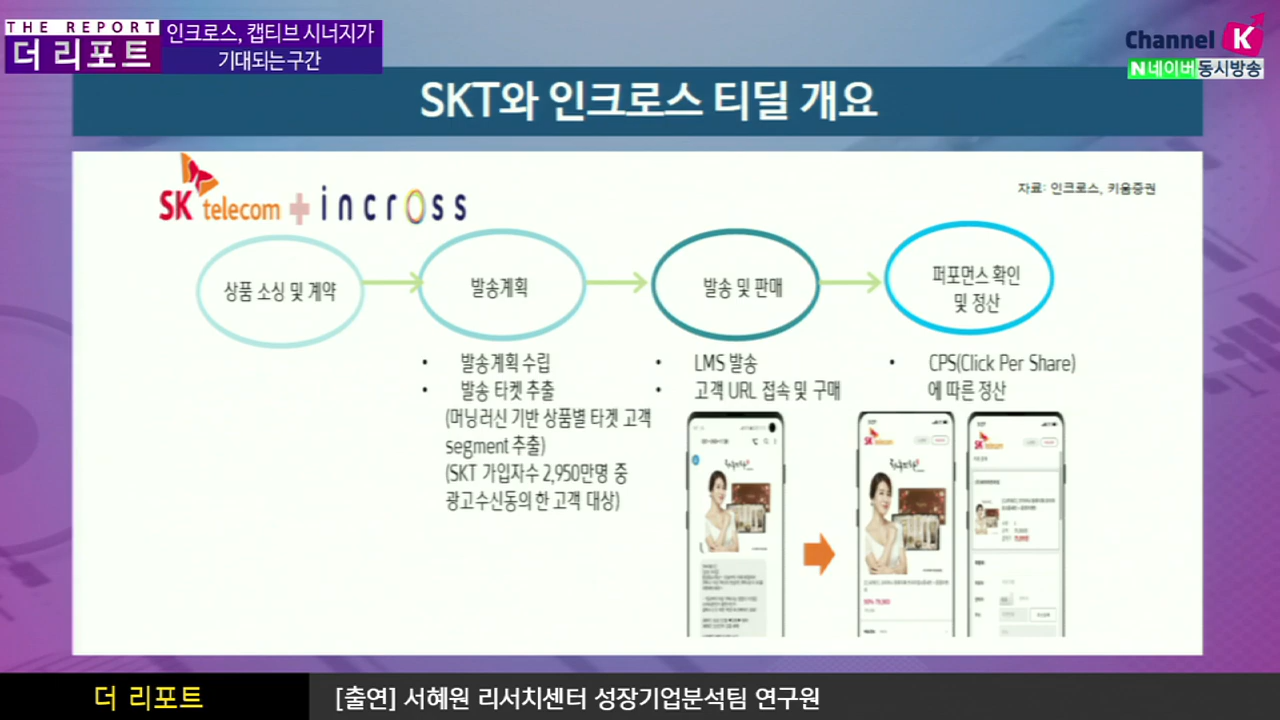 THE REPORT
더 리포트
인크로스, 캡티브 시너지가
기대되는 구간
Channel K
N 네이버 동시방송
SKT와 인크로스 티딜 개요
SK telecom + incross
자료: 인크로스, 키움증권
상품 소싱 및 계약
발송계획
발송 및 판매
퍼포먼스 확인
및 정산
• 발송계획 수립
• 발송 타켓 추출
(머닝러신 기반 상품별 타겟 고객
segment 추출)
(SKT 가입자수 2,950만명 중
광고수신동의 한 고객 대상)
• LMS 발송
• 고객 URL 접속 및 구매
• CPS(Click Per Share)
에 따른 정산
SK telecom
SK telecom
더 리포트
[출연] 서혜원 리서치센터 성장기업분석팀 연구원